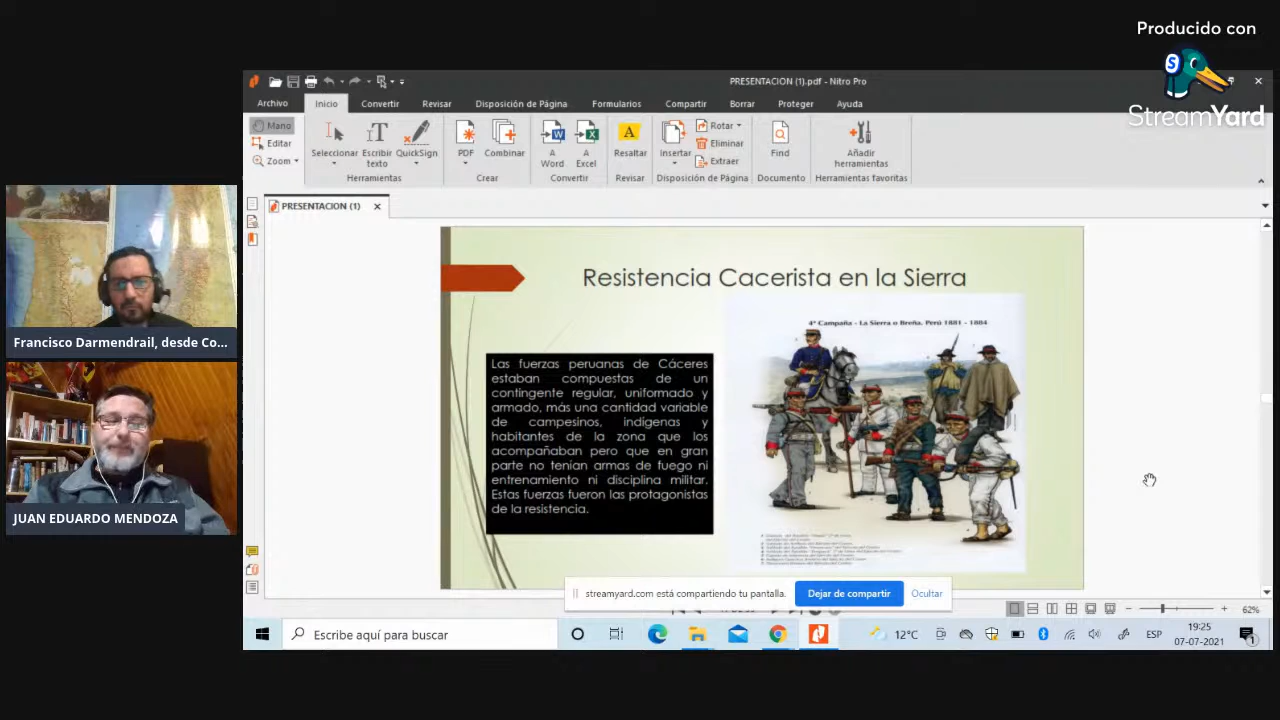 Producido con
StreamYard
PRESENTACION (1).pdf - Nitro Pro
Archivo Inicio Convertir Revisar Disposición de Página Formularios Compartir Borrar Proteger Ayuda
Mano
Editar
Zoom
Seleccionar
Escribir texto
QuickSign
Herramientas
PDF
Combinar
Crear
A Word
A Excel
Convertir
Resaltar
Revisar
Insertar
Rotar
Eliminar
Extraer
Disposición de Página
Find
Documento
Añadir herramientas
Herramientas favoritas
PRESENTACION (1)
Resistencia Cacerista en la Sierra
4ª Campaña - La Sierra o Breña. Perú 1881 - 1884
Las fuerzas peruanas de Cáceres
estaban compuestas de un
contingente regular, uniformado y
armado, más una cantidad variable
de campesinos, indígenas y
habitantes de la zona que los
acompañaban pero que en gran
parte no tenian armas de fuego ni
entrenamiento ni disciplina militar.
Estas fuerzas fueron las protagonistas
de la resistencia.
Francisco Darmendrail, desde Co...
JUAN EDUARDO MENDOZA
streamyard.com está compartiendo tu pantalla.
Dejar de compartir
Ocultar
62%
Escribe aquí para buscar
12°C
ESP
19:25
07-07-2021
1